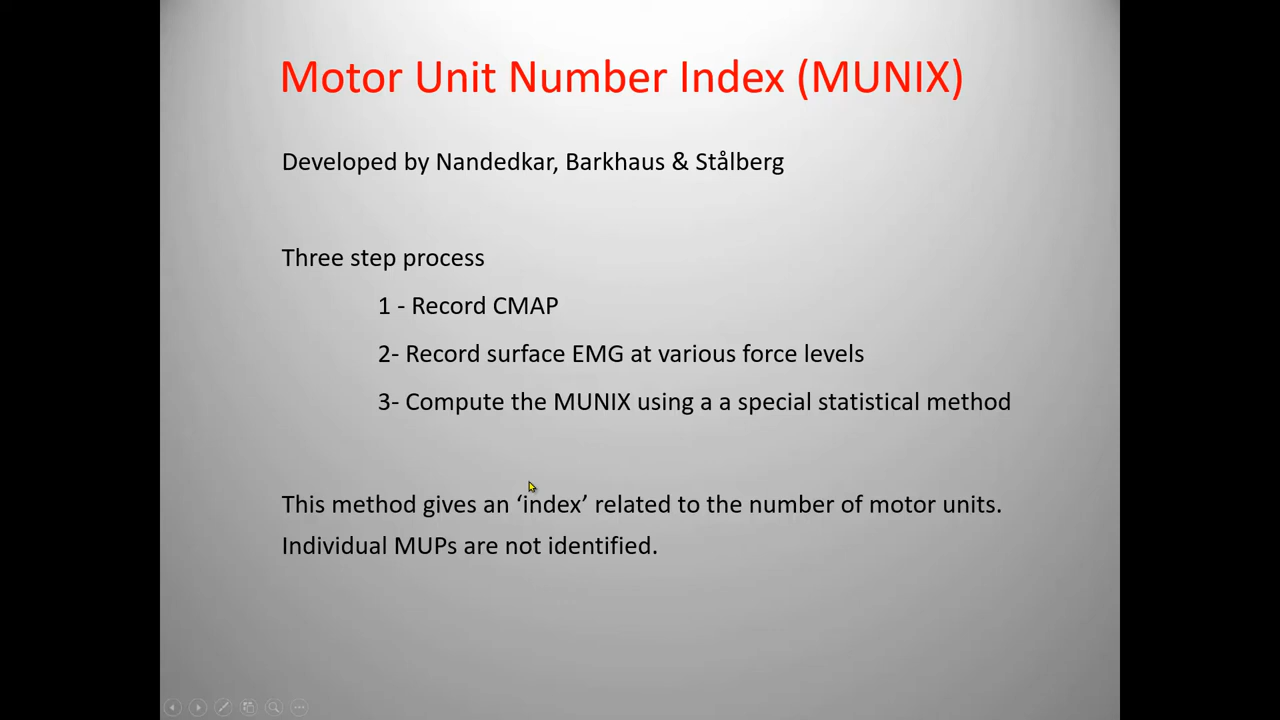 Motor Unit Number Index (MUNIX)
Developed by Nandedkar, Barkhaus & Stålberg
Three step process
1 - Record CMAP
2- Record surface EMG at various force levels
3- Compute the MUNIX using a a special statistical method
This method gives an ‘index’ related to the number of motor units.
Individual MUPs are not identified.